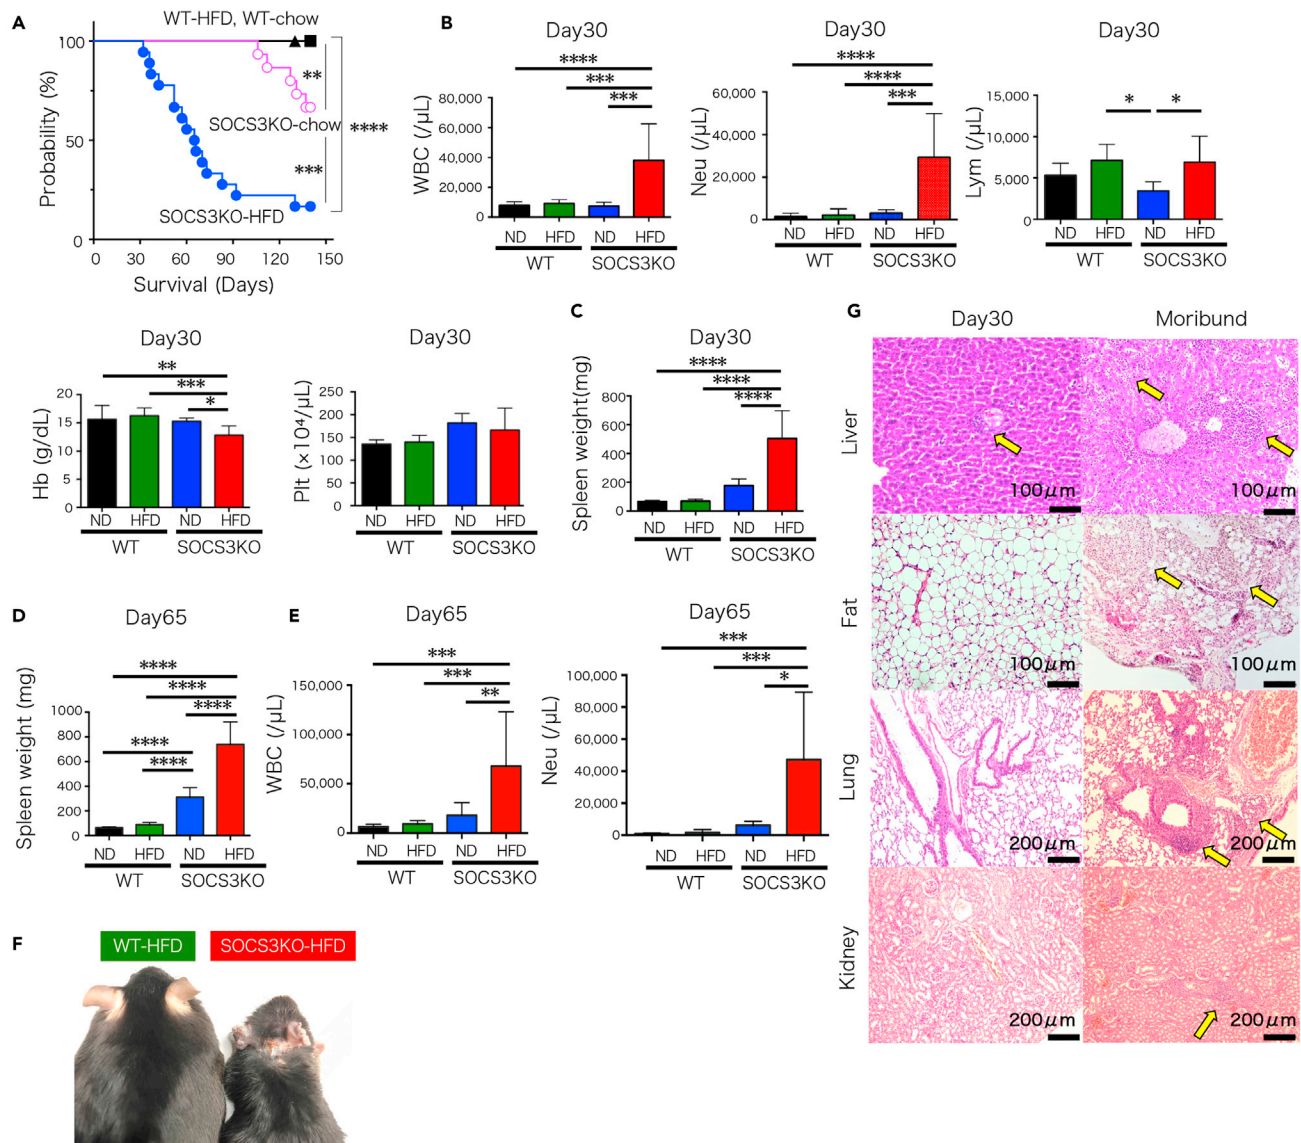 A
WT-HFD, WT-chow
Probability (%)
100
50
0
**
SOCS3KO-chow
****
***
SOCS3KO-HFD
0 30 60 90 120 150
Survival (Days)
B
Day30
****
***
***
WBC (/μL)
80,000
60,000
40,000
20,000
0
ND HFD ND HFD
WT SOCS3KO
Day30
****
****
***
Neu (/μL)
60,000
40,000
20,000
0
ND HFD ND HFD
WT SOCS3KO
Day30
* *
Lym (/μL)
15,000
10,000
5,000
0
ND HFD ND HFD
WT SOCS3KO
Day30
**
***
*
Hb (g/dL)
20
15
10
5
0
ND HFD ND HFD
WT SOCS3KO
Day30
Plt (×10⁴/μL)
250
200
150
100
50
0
ND HFD ND HFD
WT SOCS3KO
C
Day30
****
****
****
Spleen weight(mg)
800
600
400
200
0
ND HFD ND HFD
WT SOCS3KO
D
Day65
****
****
****
****
****
Spleen weight (mg)
1000
800
600
400
200
0
ND HFD ND HFD
WT SOCS3KO
E
Day65
***
***
**
WBC (/μL)
150,000
100,000
50,000
0
ND HFD ND HFD
WT SOCS3KO
Day65
***
***
*
Neu (/μL)
100,000
80,000
60,000
40,000
20,000
0
ND HFD ND HFD
WT SOCS3KO
F
WT-HFD SOCS3KO-HFD
G
Day30 Moribund
Liver
100μm 100μm
Fat
100μm 100μm
Lung
200μm 200μm
Kidney
200μm 200μm